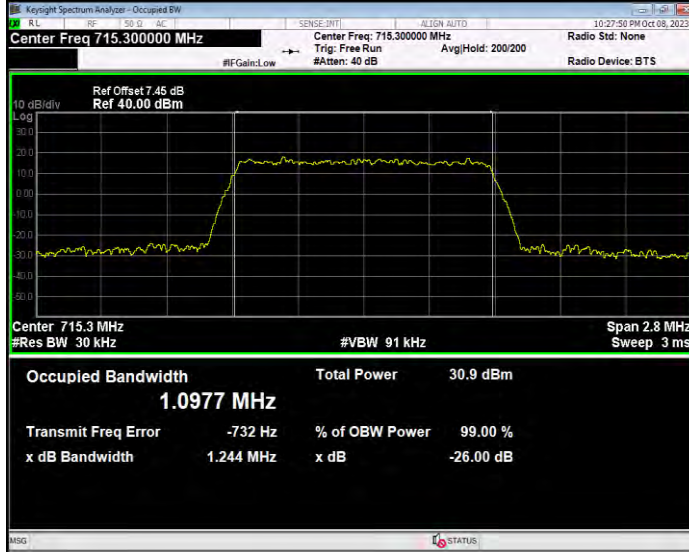 Keysight Spectrum Analyzer - Occupied BW
RL RF 50 Ω AC SENSE:INT ALIGN AUTO 10:27:50 PM Oct 08, 2023
Center Freq 715.300000 MHz Center Freq: 715.300000 MHz Radio Std: None
Trig: Free Run Avg|Hold: 200/200
#IFGain:Low #Atten: 40 dB Radio Device: BTS
Ref Offset 7.45 dB
10 dB/div Ref 40.00 dBm
Log
30.0
20.0
10.0
0.00
-10.0
-20.0
-30.0
-40.0
-50.0
Center 715.3 MHz Span 2.8 MHz
#Res BW 30 kHz #VBW 91 kHz Sweep 3 ms
Occupied Bandwidth Total Power 30.9 dBm
1.0977 MHz
Transmit Freq Error -732 Hz % of OBW Power 99.00 %
x dB Bandwidth 1.244 MHz x dB -26.00 dB
MSG STATUS